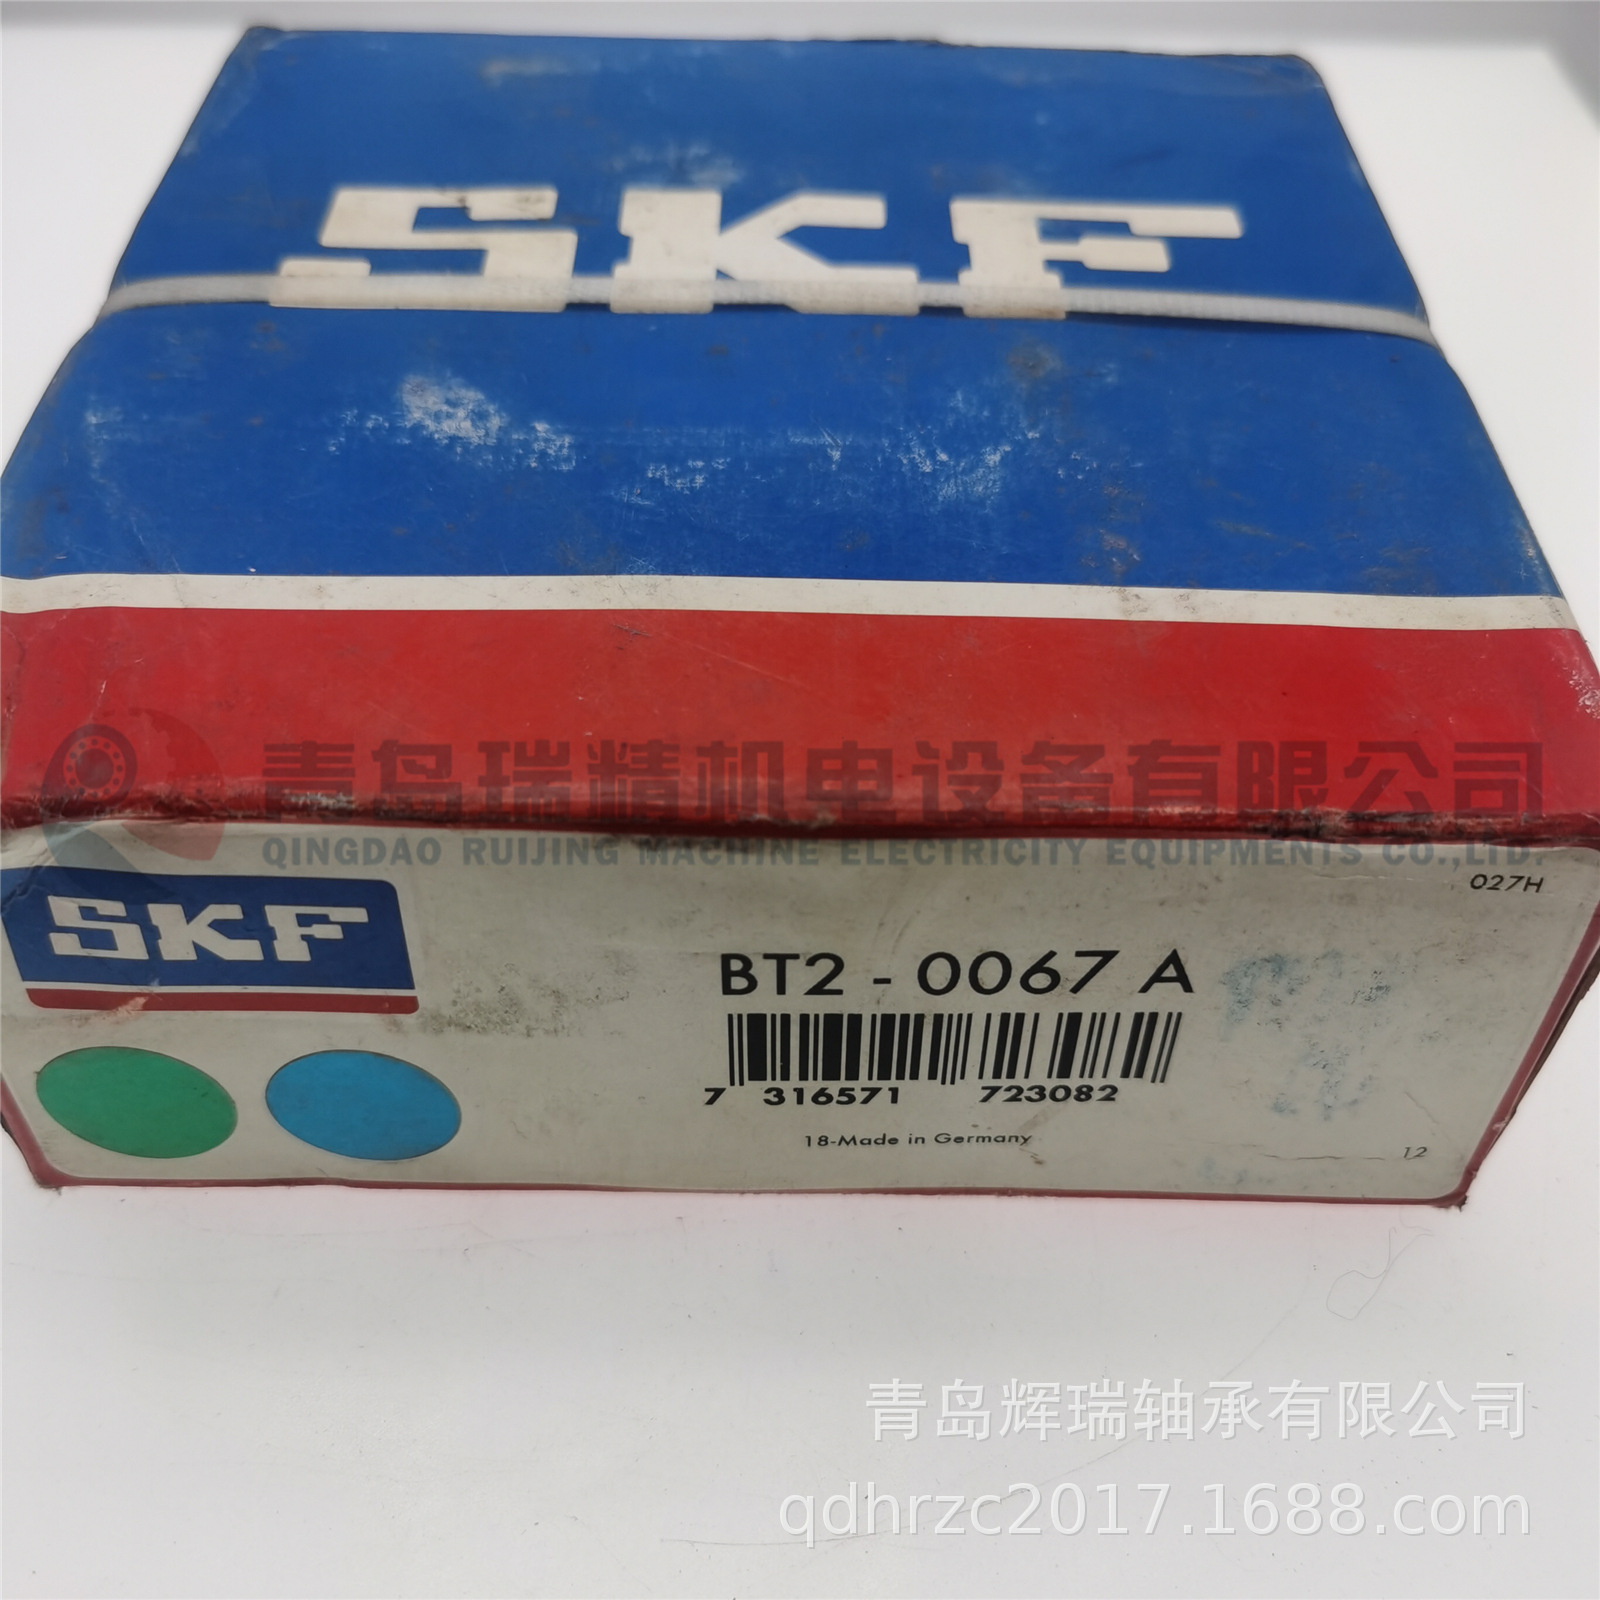 SKF
青岛瑞精机电设备有限公司
QINGDAO RUIJING MACHINE ELECTRICITY EQUIPMENTS CO.,LTD.
027H
SKF
BT2 - 0067 A
7 316571 723082
18-Made in Germany
12
青岛辉瑞轴承有限公司
qdhrzc2017.1688.com